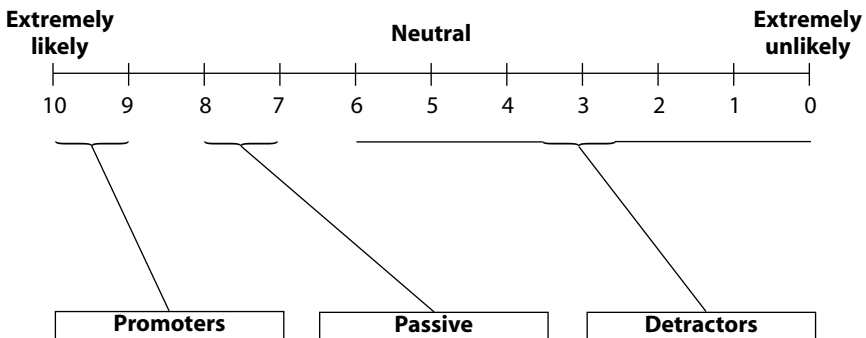 Extremely likely
Neutral
Extremely unlikely
10 9 8 7 6 5 4 3 2 1 0
Promoters Passive Detractors